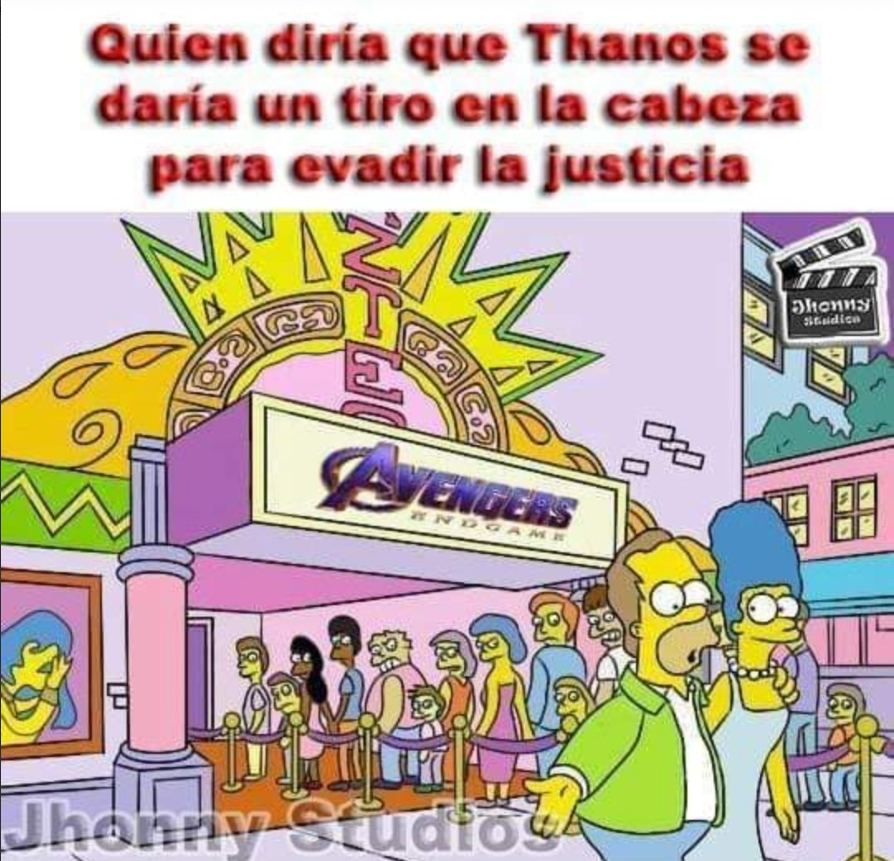 Quien diría que Thanos se
daría un tiro en la cabeza
para evadir la justicia
AZTEC
Jhonny
Studios
AVENGERS
ENDGAME
Jhonny Studios